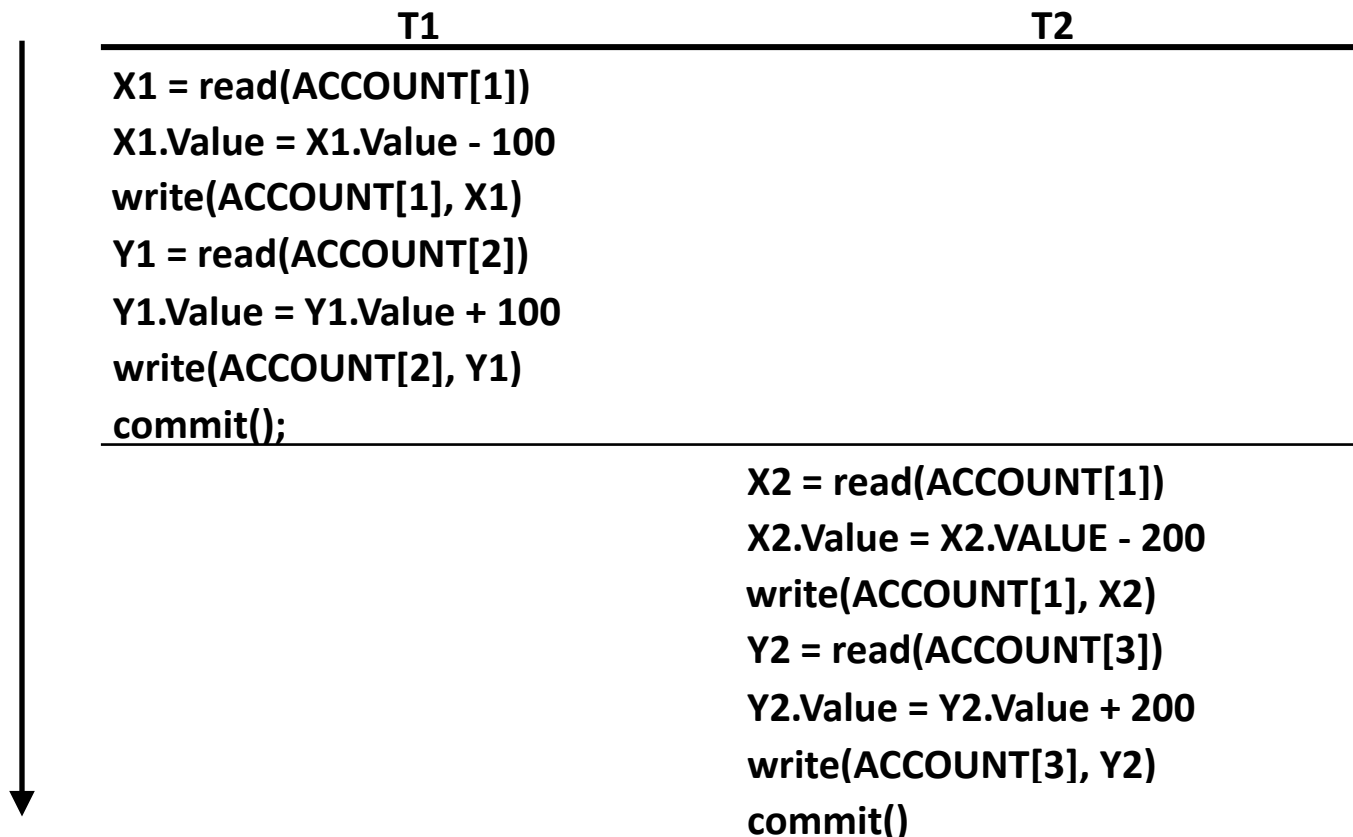 T1 T2
X1 = read(ACCOUNT[1])
X1.Value = X1.Value - 100
write(ACCOUNT[1], X1)
Y1 = read(ACCOUNT[2])
Y1.Value = Y1.Value + 100
write(ACCOUNT[2], Y1)
commit();
X2 = read(ACCOUNT[1])
X2.Value = X2.VALUE - 200
write(ACCOUNT[1], X2)
Y2 = read(ACCOUNT[3])
Y2.Value = Y2.Value + 200
write(ACCOUNT[3], Y2)
commit()